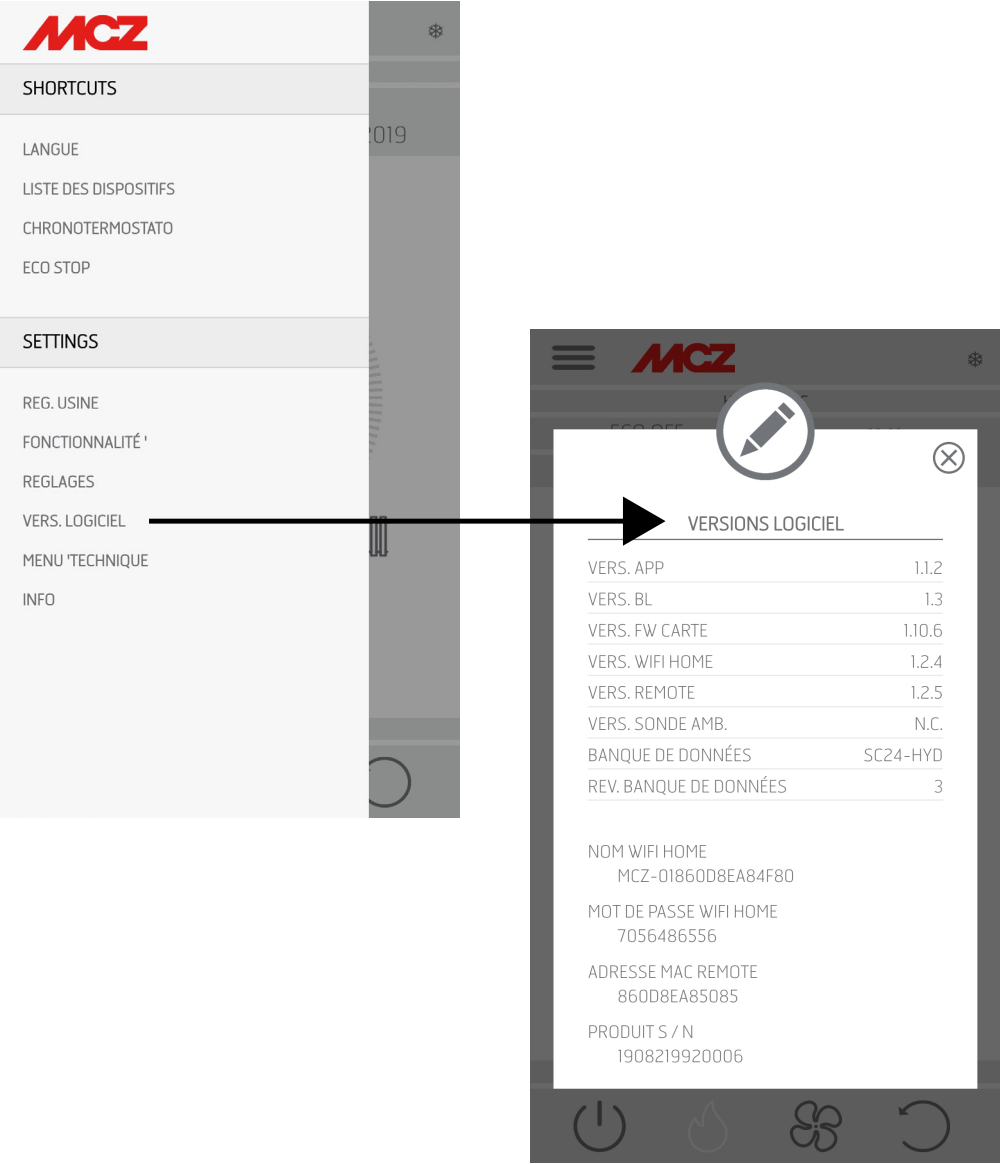 MCZ
SHORTCUTS
2019
LANGUE
LISTE DES DISPOSITIFS
CHRONOTERMOSTATO
ECO STOP
SETTINGS
REG. USINE
FONCTIONNALITÉ '
REGLAGES
VERS. LOGICIEL
MENU 'TECHNIQUE
INFO
MCZ
ECO OFF
VERSIONS LOGICIEL
VERS. APP 1.1.2
VERS. BL 1.3
VERS. FW CARTE 1.10.6
VERS. WIFI HOME 1.2.4
VERS. REMOTE 1.2.5
VERS. SONDE AMB. N.C.
BANQUE DE DONNÉES SC24-HYD
REV. BANQUE DE DONNÉES 3
NOM WIFI HOME
MCZ-01860D8EA84F80
MOT DE PASSE WIFI HOME
7056486556
ADRESSE MAC REMOTE
860D8EA85085
PRODUIT S / N
1908219920006